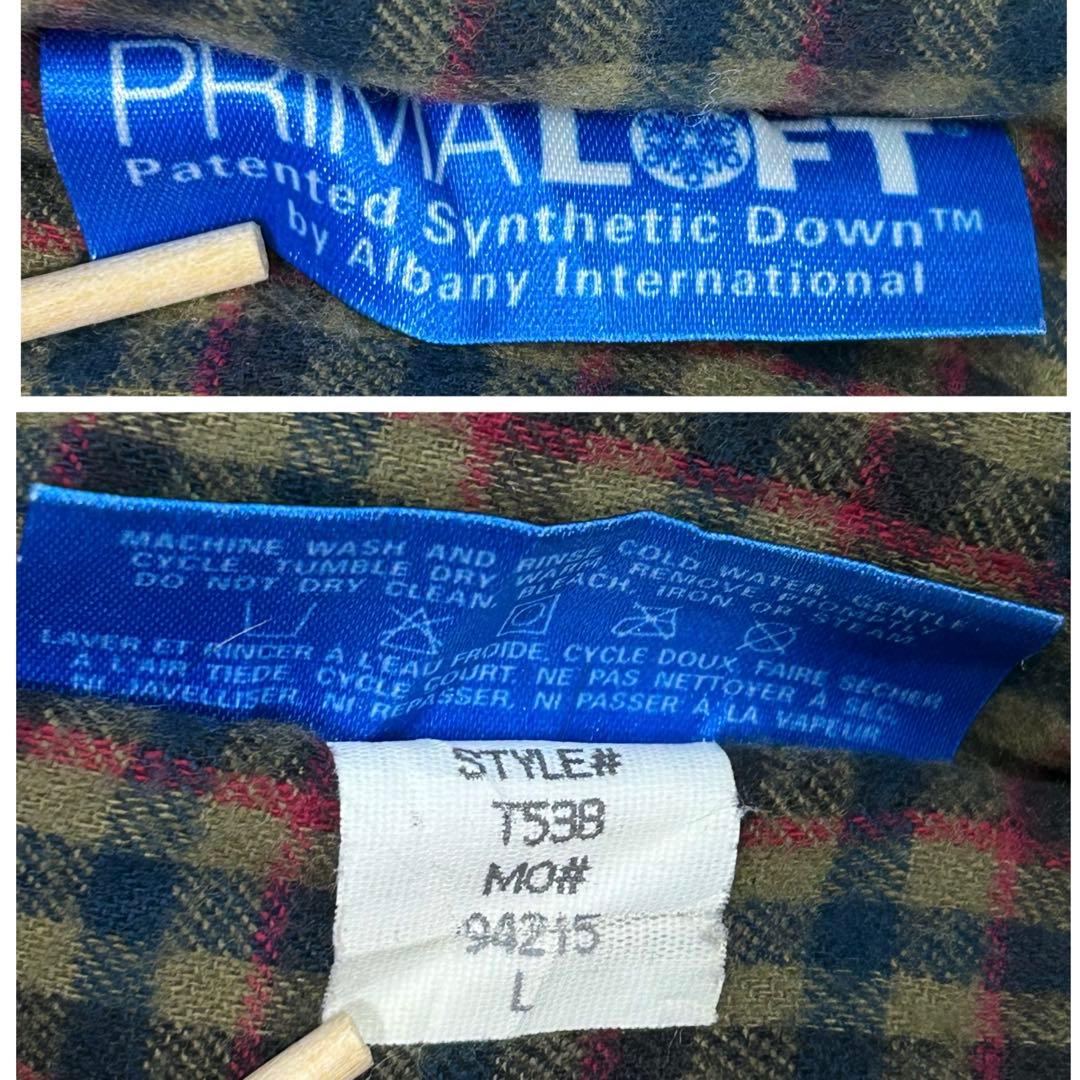 PRIMALOFT®
Patented Synthetic Down™
by Albany International
MACHINE WASH AND RINSE COLD WATER, GENTLE
CYCLE. TUMBLE DRY WARM, REMOVE PROMPTLY
DO NOT DRY CLEAN, BLEACH, IRON OR STEAM
LAVER ET RINCER A L'EAU FROIDE, CYCLE DOUX. FAIRE SECHER
A L'AIR TIEDE, CYCLE COURT. NE PAS NETTOYER A SEC,
NI JAVELLISER, NI REPASSER, NI PASSER A LA VAPEUR
STYLE#
T53B
MO#
94215
L